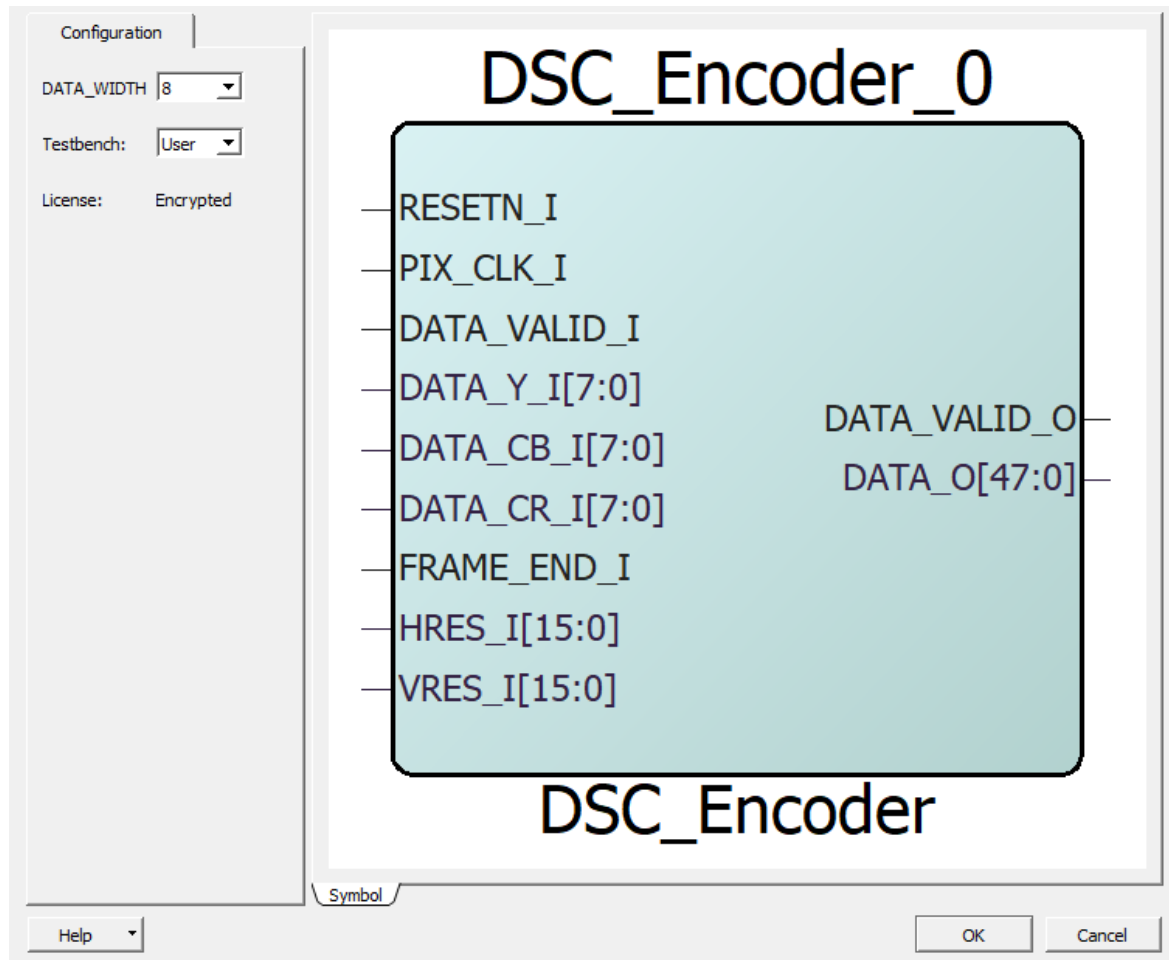 Configuration
DATA_WIDTH 8
Testbench: User
License: Encrypted
DSC_Encoder_0
RESETN_I
PIX_CLK_I
DATA_VALID_I
DATA_Y_I[7:0]
DATA_CB_I[7:0]
DATA_CR_I[7:0]
FRAME_END_I
HRES_I[15:0]
VRES_I[15:0]
DATA_VALID_O
DATA_O[47:0]
DSC_Encoder
Symbol
Help
OK
Cancel